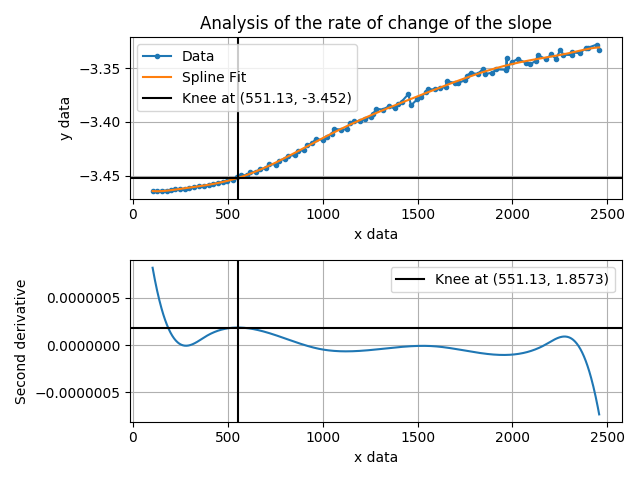 Analysis of the rate of change of the slope
Data
Spline Fit
Knee at (551.13, -3.452)
−3.35
−3.40
−3.45
y data
0 500 1000 1500 2000 2500
x data
Knee at (551.13, 1.8573)
0.0000005
0.0000000
−0.0000005
Second derivative
0 500 1000 1500 2000 2500
x data